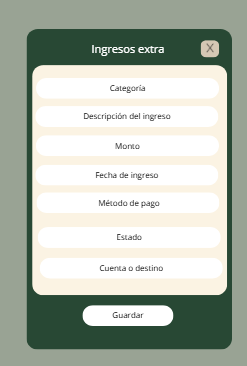 Ingresos extra
X
Categoría
Descripción del ingreso
Monto
Fecha de ingreso
Método de pago
Estado
Cuenta o destino
Guardar